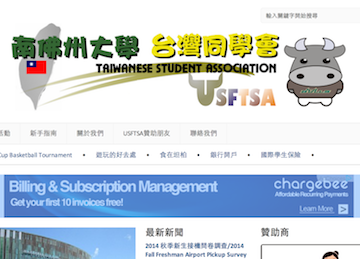 輸入關鍵字開始搜尋
南佛州大學 台灣同學會
TAIWANESE STUDENT ASSOCIATION
USFTSA
活動 新手指南 關於我們 USFTSA贊助朋友 聯絡我們
Cup Basketball Tournament • 遊玩的好去處 • 食在坦帕 • 銀行開戶 • 國際學生保險 •
Billing & Subscription Management
Get your first 10 invoices free!
chargebee
Affordable Recurring Payments
Learn More
最新新聞
贊助商
2014 秋季新生接機問卷調查/2014
Fall Freshman Airport Pickup Survey